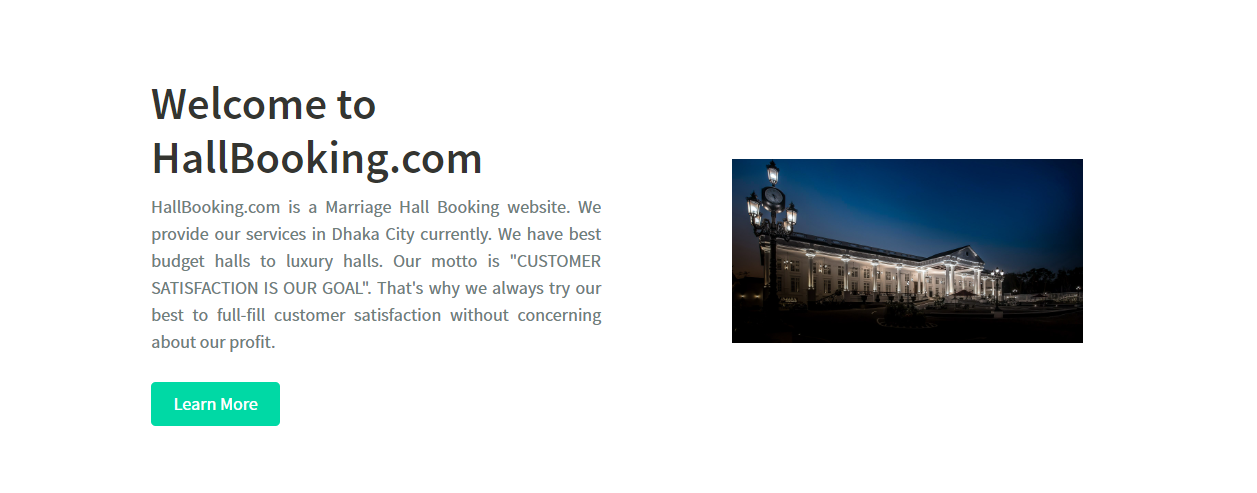 Welcome to
HallBooking.com
HallBooking.com is a Marriage Hall Booking website. We
provide our services in Dhaka City currently. We have best
budget halls to luxury halls. Our motto is "CUSTOMER
SATISFACTION IS OUR GOAL". That's why we always try our
best to full-fill customer satisfaction without concerning
about our profit.
Learn More